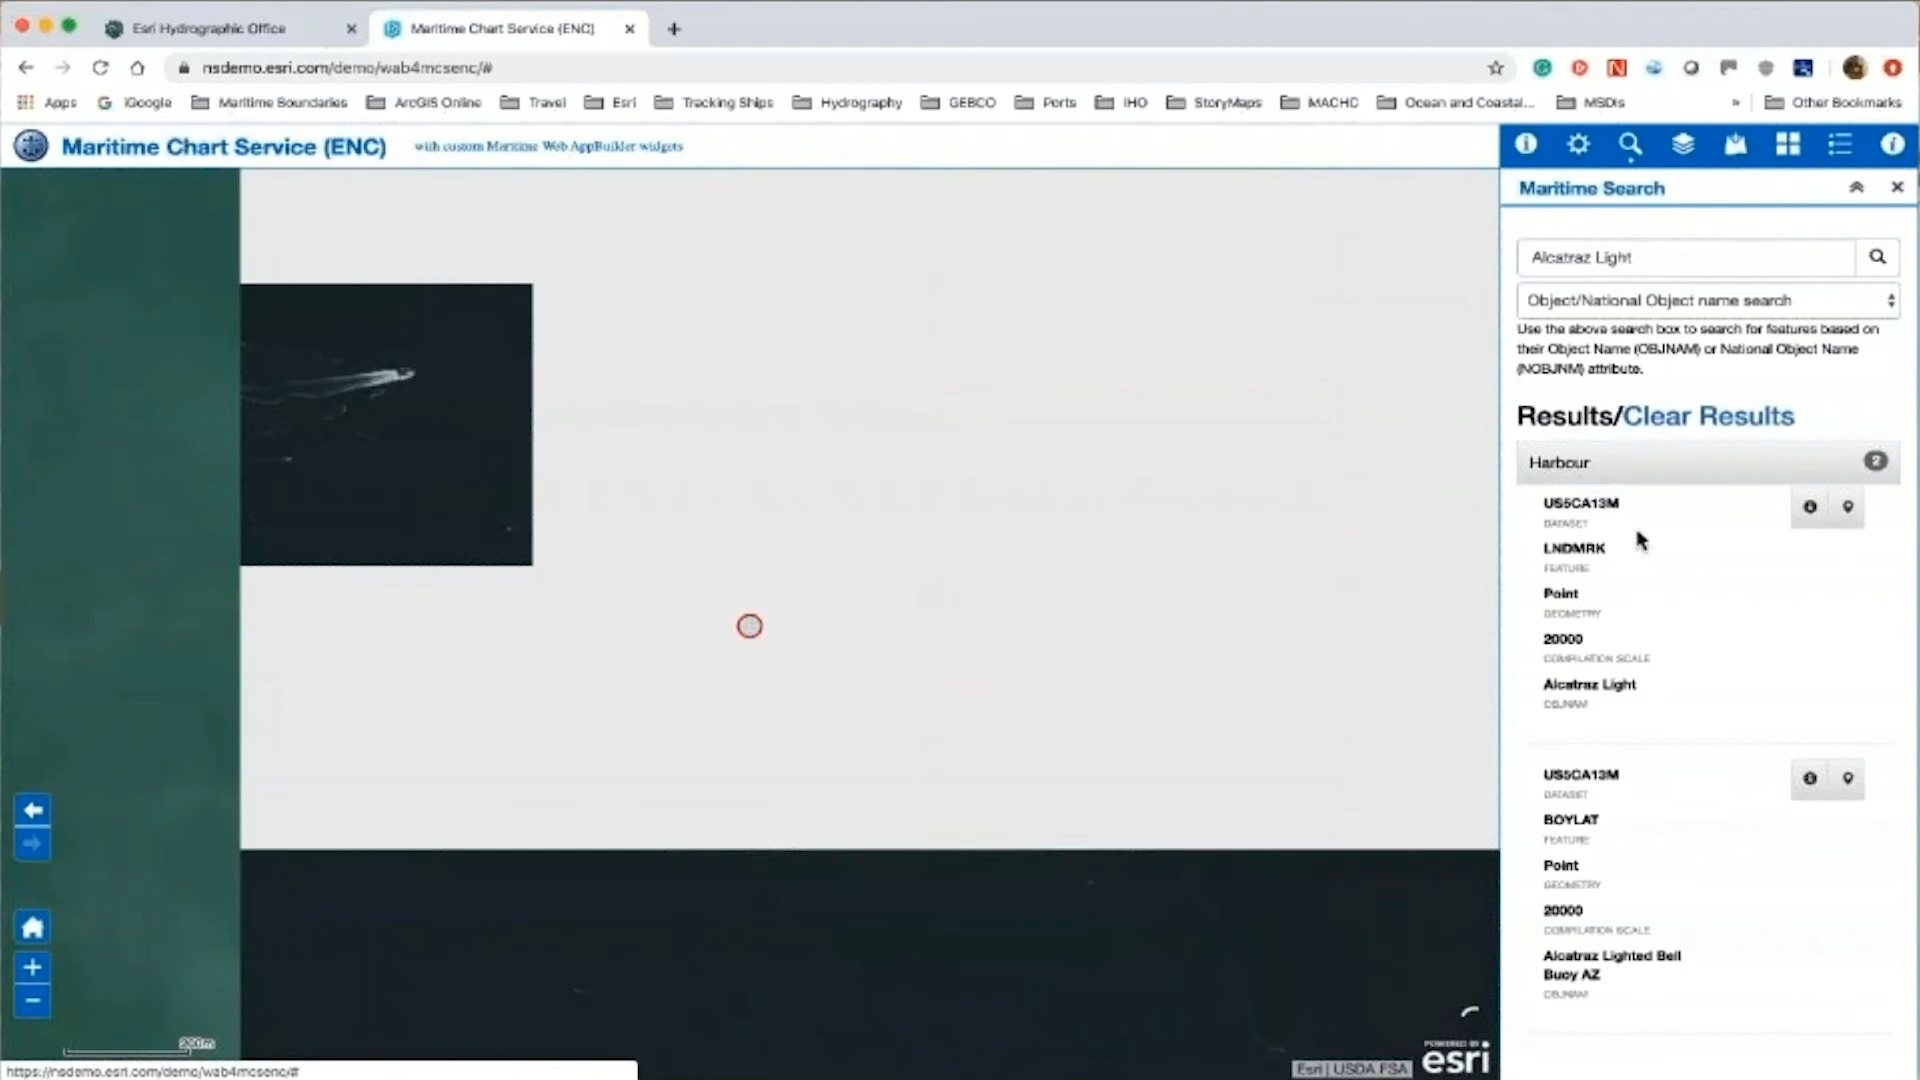 Esri Hydrographic Office
Maritime Chart Service (ENC)
nsdemo.esri.com/demo/wab4mcsenc/#
Apps
iGoogle
Maritime Boundaries
ArcGIS Online
Travel
Esri
Tracking Ships
Hydrography
GEBCO
Ports
IHO
StoryMaps
MACHC
Ocean and Coastal...
MSDIs
»
Other Bookmarks
Maritime Chart Service (ENC)
with custom Maritime Web AppBuilder widgets
Maritime Search
Alcatraz Light
Object/National Object name search
Use the above search box to search for features based on
their Object Name (OBJNAM) or National Object Name
(NOBJNM) attribute.
Results/Clear Results
Harbour
2
US5CA13M
DATASET
LNDMRK
FEATURE
Point
GEOMETRY
20000
COMPILATION SCALE
Alcatraz Light
OBJNAM
US5CA13M
DATASET
BOYLAT
FEATURE
Point
GEOMETRY
20000
COMPILATION SCALE
Alcatraz Lighted Bell
Buoy AZ
OBJNAM
200m
Esri | USDA FSA
POWERED BY
esri
https://nsdemo.esri.com/demo/wab4mcsenc/#